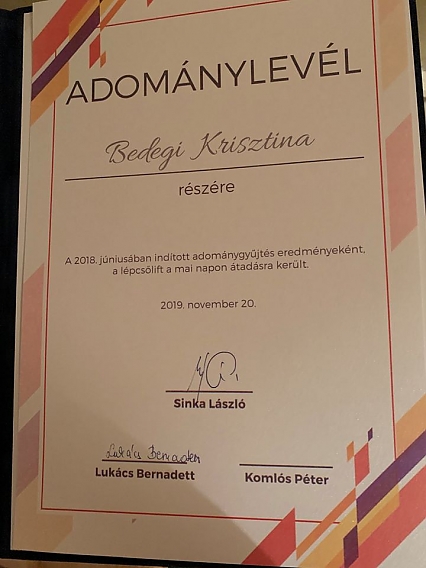 ADOMÁNYLEVÉL
Bedegi Krisztina
részére
A 2018. júniusában indított adománygyűjtés eredményeként,
a lépcsőlift a mai napon átadásra került.
2019. november 20.
Sinka László
Lukács Bernadett
Lukács Bernadett
Komlós Péter